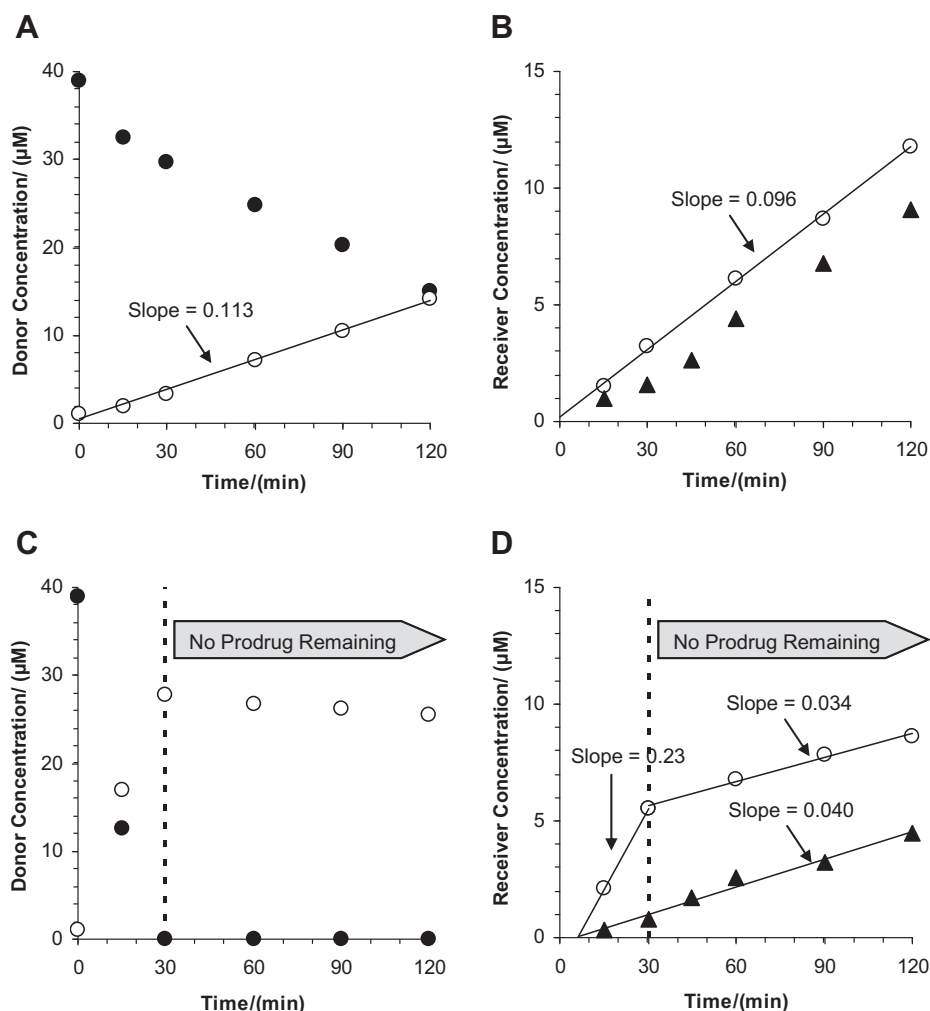 A
Donor Concentration/ (µM)
40
30
20
10
0
Slope = 0.113
0 30 60 90 120
Time/(min)
B
Receiver Concentration/ (µM)
15
10
5
0
Slope = 0.096
0 30 60 90 120
Time/(min)
C
Donor Concentration/ (µM)
40
30
20
10
0
No Prodrug Remaining
0 30 60 90 120
Time/(min)
D
Receiver Concentration/ (µM)
15
10
5
0
No Prodrug Remaining
Slope = 0.034
Slope = 0.23
Slope = 0.040
0 30 60 90 120
Time/(min)